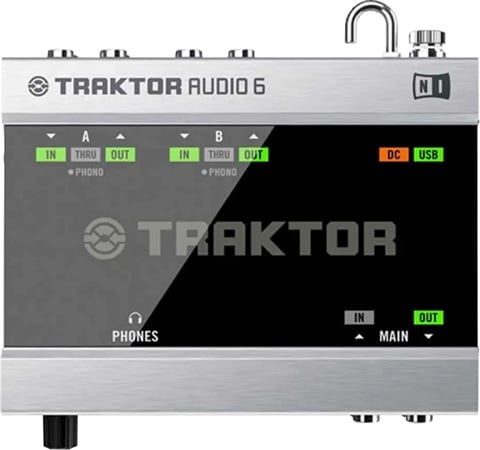 TRAKTOR AUDIO 6 NI
A B
IN THRU OUT IN THRU OUT DC USB
PHONO PHONO
TRAKTOR
IN OUT
PHONES MAIN